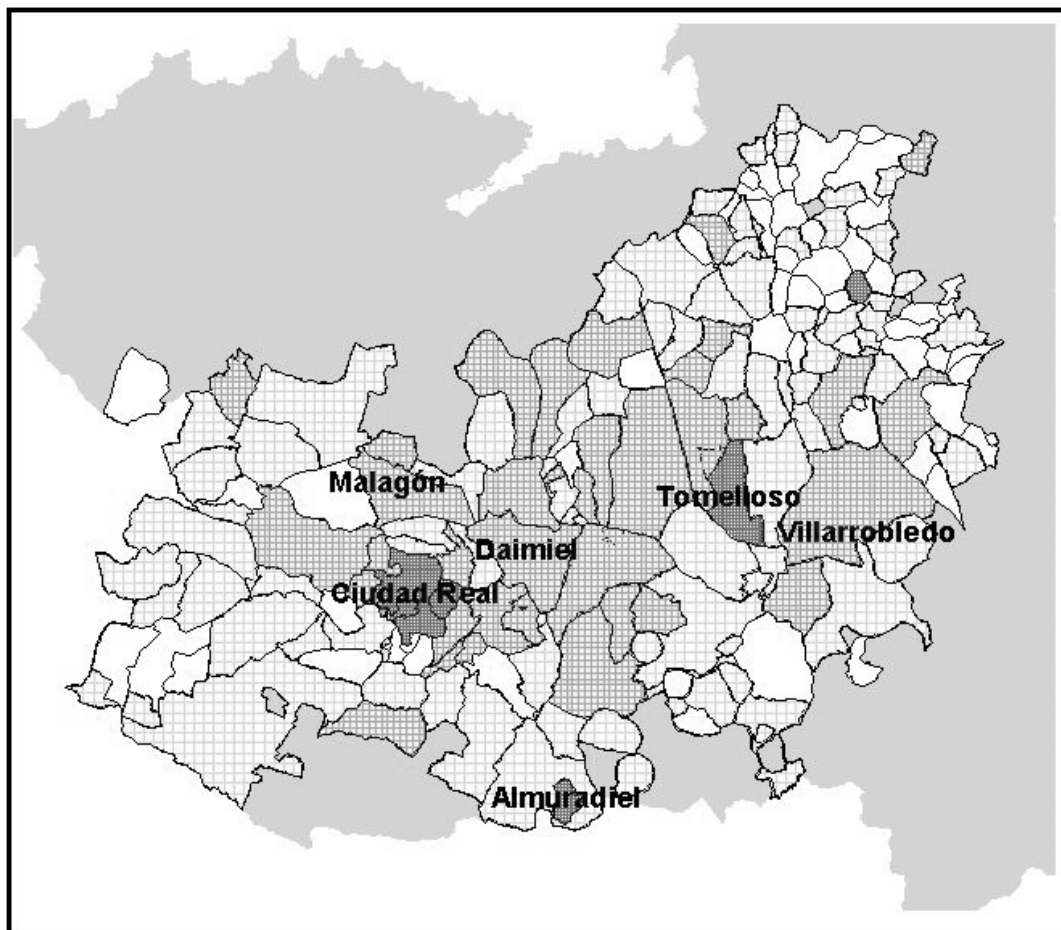 Malagón
Tomelloso
Villarrobledo
Daimiel
Ciudad Real
Almuradiel